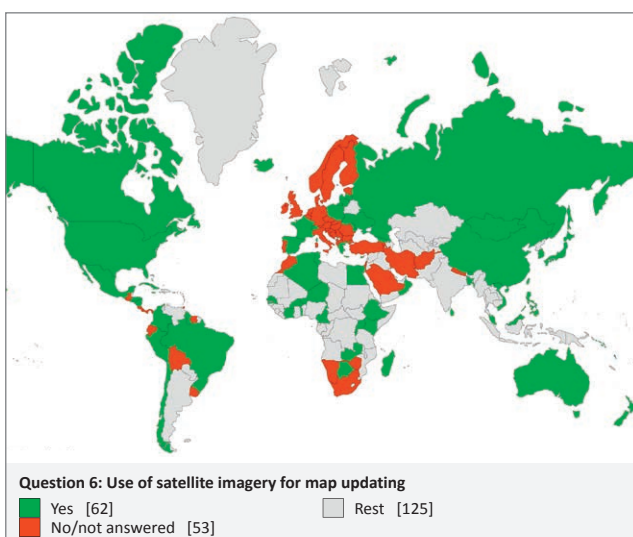 Question 6: Use of satellite imagery for map updating
Yes [62]
Rest [125]
No/not answered [53]